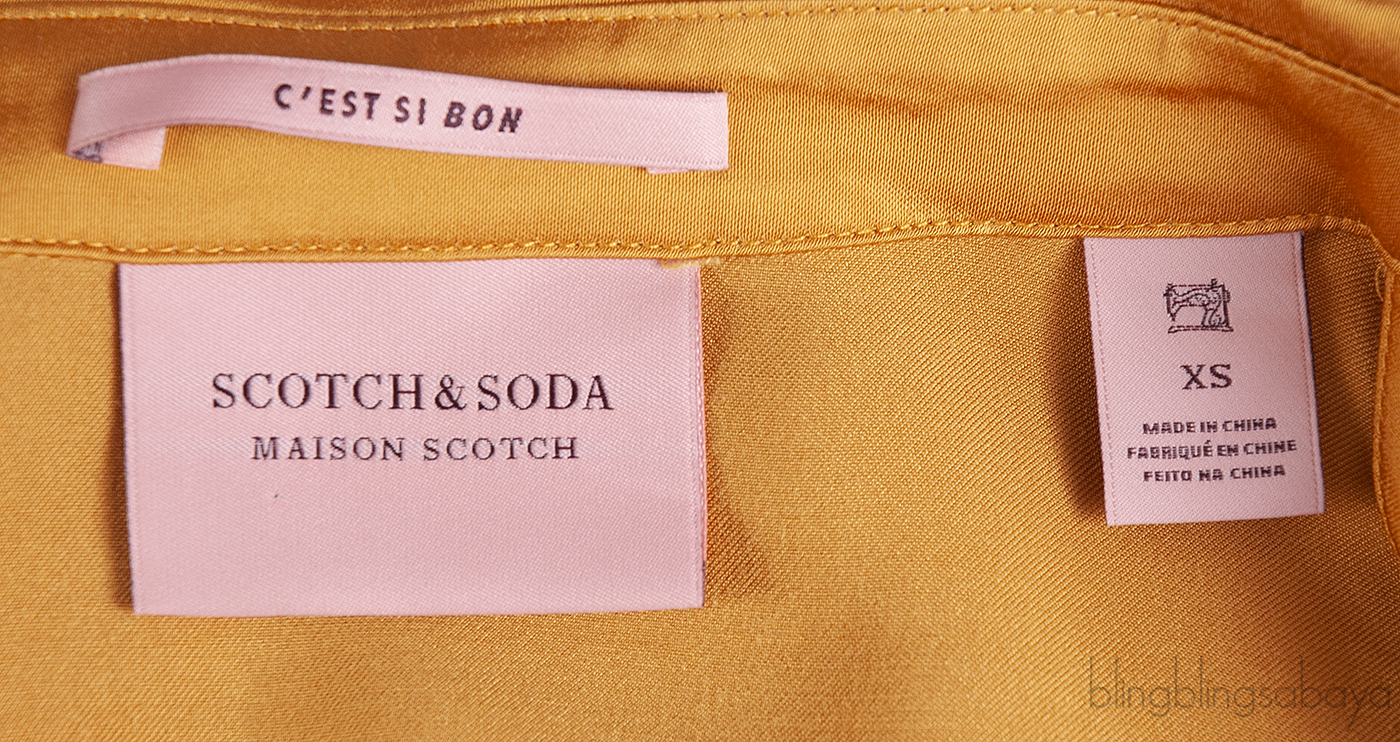 C'EST SI BON
SCOTCH & SODA
MAISON SCOTCH
XS
MADE IN CHINA
FABRIQUÉ EN CHINE
FEITO NA CHINA
blingblingsabaya